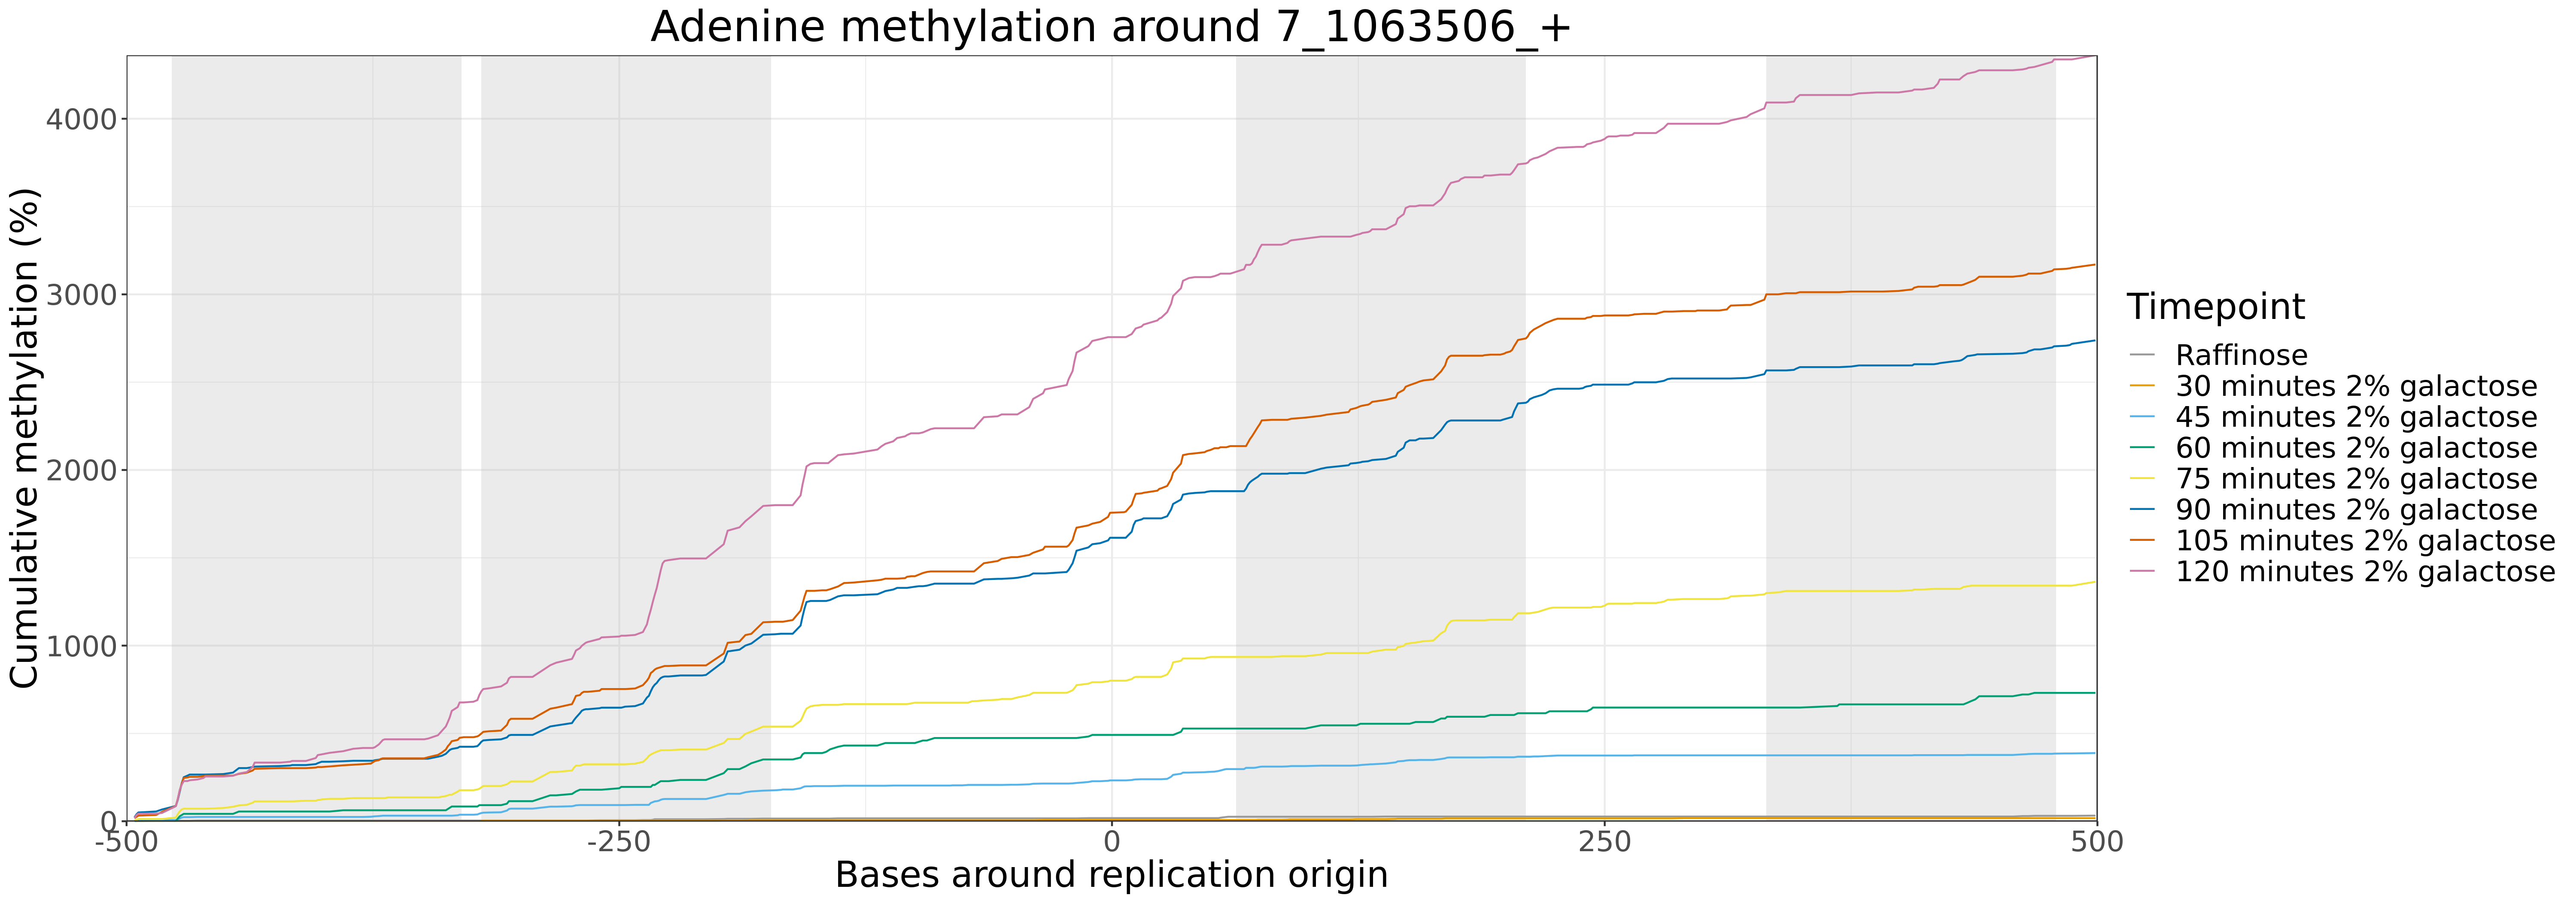 Adenine methylation around 7_1063506_+
Cumulative methylation (%)
4000
3000
2000
1000
0
-500
-250
0
250
500
Bases around replication origin
Timepoint
Raffinose
30 minutes 2% galactose
45 minutes 2% galactose
60 minutes 2% galactose
75 minutes 2% galactose
90 minutes 2% galactose
105 minutes 2% galactose
120 minutes 2% galactose